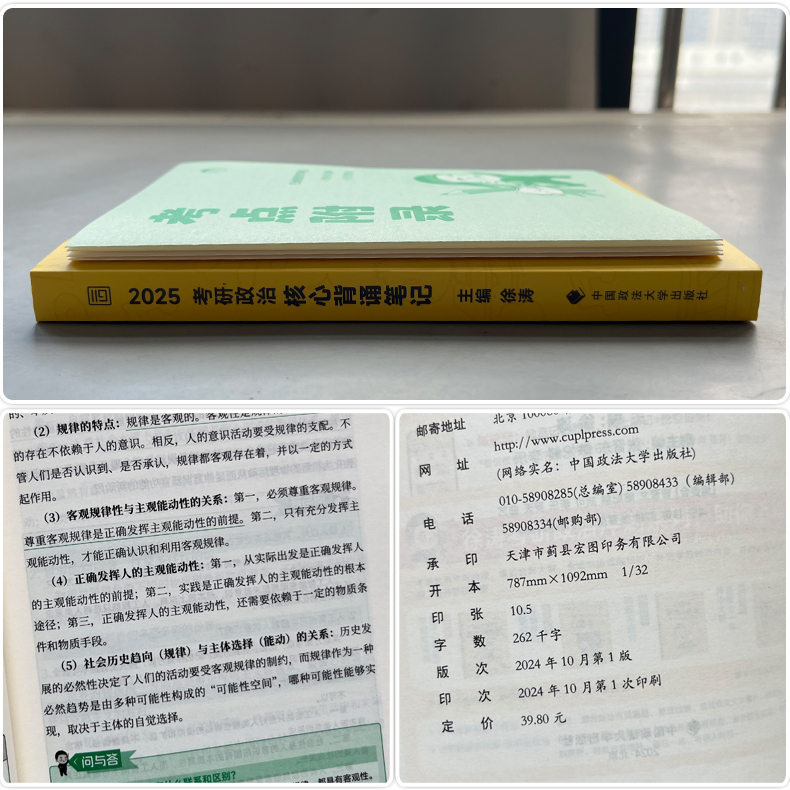 考点附录
2025 考研政治 核心背诵笔记 主编 徐涛 中国政法大学出版社
(2) 规律的特点：规律是客观的。客观性是规
的存在不依赖于人的意识。相反，人的意识活动要受规律的支配。不
管人们是否认识到、是否承认，规律都客观存在着，并以一定的方式
起作用。
(3) 客观规律性与主观能动性的关系：第一，必须尊重客观规律。
尊重客观规律是正确发挥主观能动性的前提。第二，只有充分发挥主
观能动性，才能正确认识和利用客观规律。
(4) 正确发挥人的主观能动性：第一，从实际出发是正确发挥人
的主观能动性的前提；第二，实践是正确发挥人的主观能动性的根本
途径；第三，正确发挥人的主观能动性，还需要依赖于一定的物质条
件和物质手段。
(5) 社会历史趋向（规律）与主体选择（能动）的关系：历史发
展的必然性决定了人们的活动要受客观规律的制约，而规律作为一种
必然趋势是由多种可能性构成的“可能性空间”，哪种可能性能够实
现，取决于主体的自觉选择。
问与答
么联系和区别？
都具有客观性。
邮寄地址 北京 100088
网 址 http://www.cuplpress.com
(网络实名：中国政法大学出版社)
电 话 010-58908285(总编室) 58908433（编辑部）
58908334(邮购部)
承 印 天津市蓟县宏图印务有限公司
开 本 787mm×1092mm 1/32
印 张 10.5
字 数 262 千字
版 次 2024 年 10 月第 1 版
印 次 2024 年 10 月第 1 次印刷
定 价 39.80 元